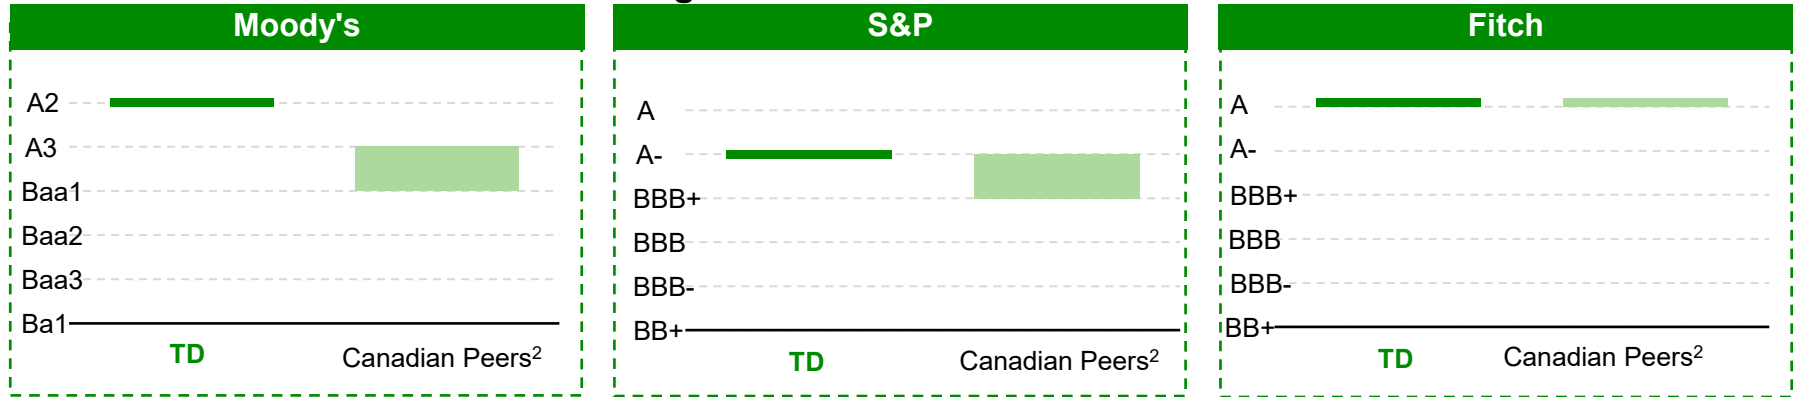 Moody's
A2
A3
Baa1
Baa2
Baa3
Ba1
TD
Canadian Peers2
S&P
A
A-
BBB+
BBB
BBB-
BB+
TD
Canadian Peers2
Fitch
A
A-
BBB+
BBB
BBB-
BB+
TD
Canadian Peers2